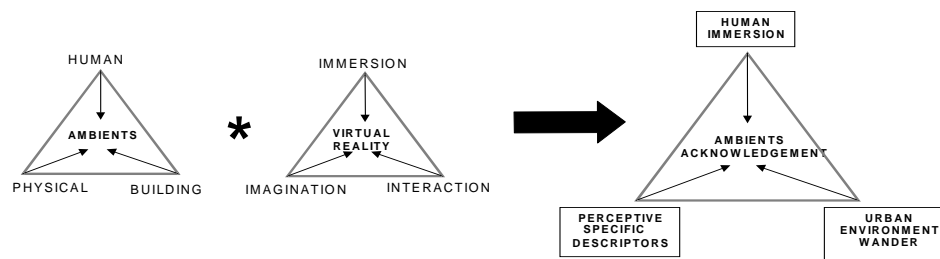 HUMAN
AMBIENTS
PHYSICAL
BUILDING
*
IMMERSION
VIRTUAL
REALITY
IMAGINATION
INTERACTION
HUMAN
IMMERSION
AMBIENTS
ACKNOWLEDGEMENT
PERCEPTIVE
SPECIFIC
DESCRIPTORS
URBAN
ENVIRONMENT
WANDER